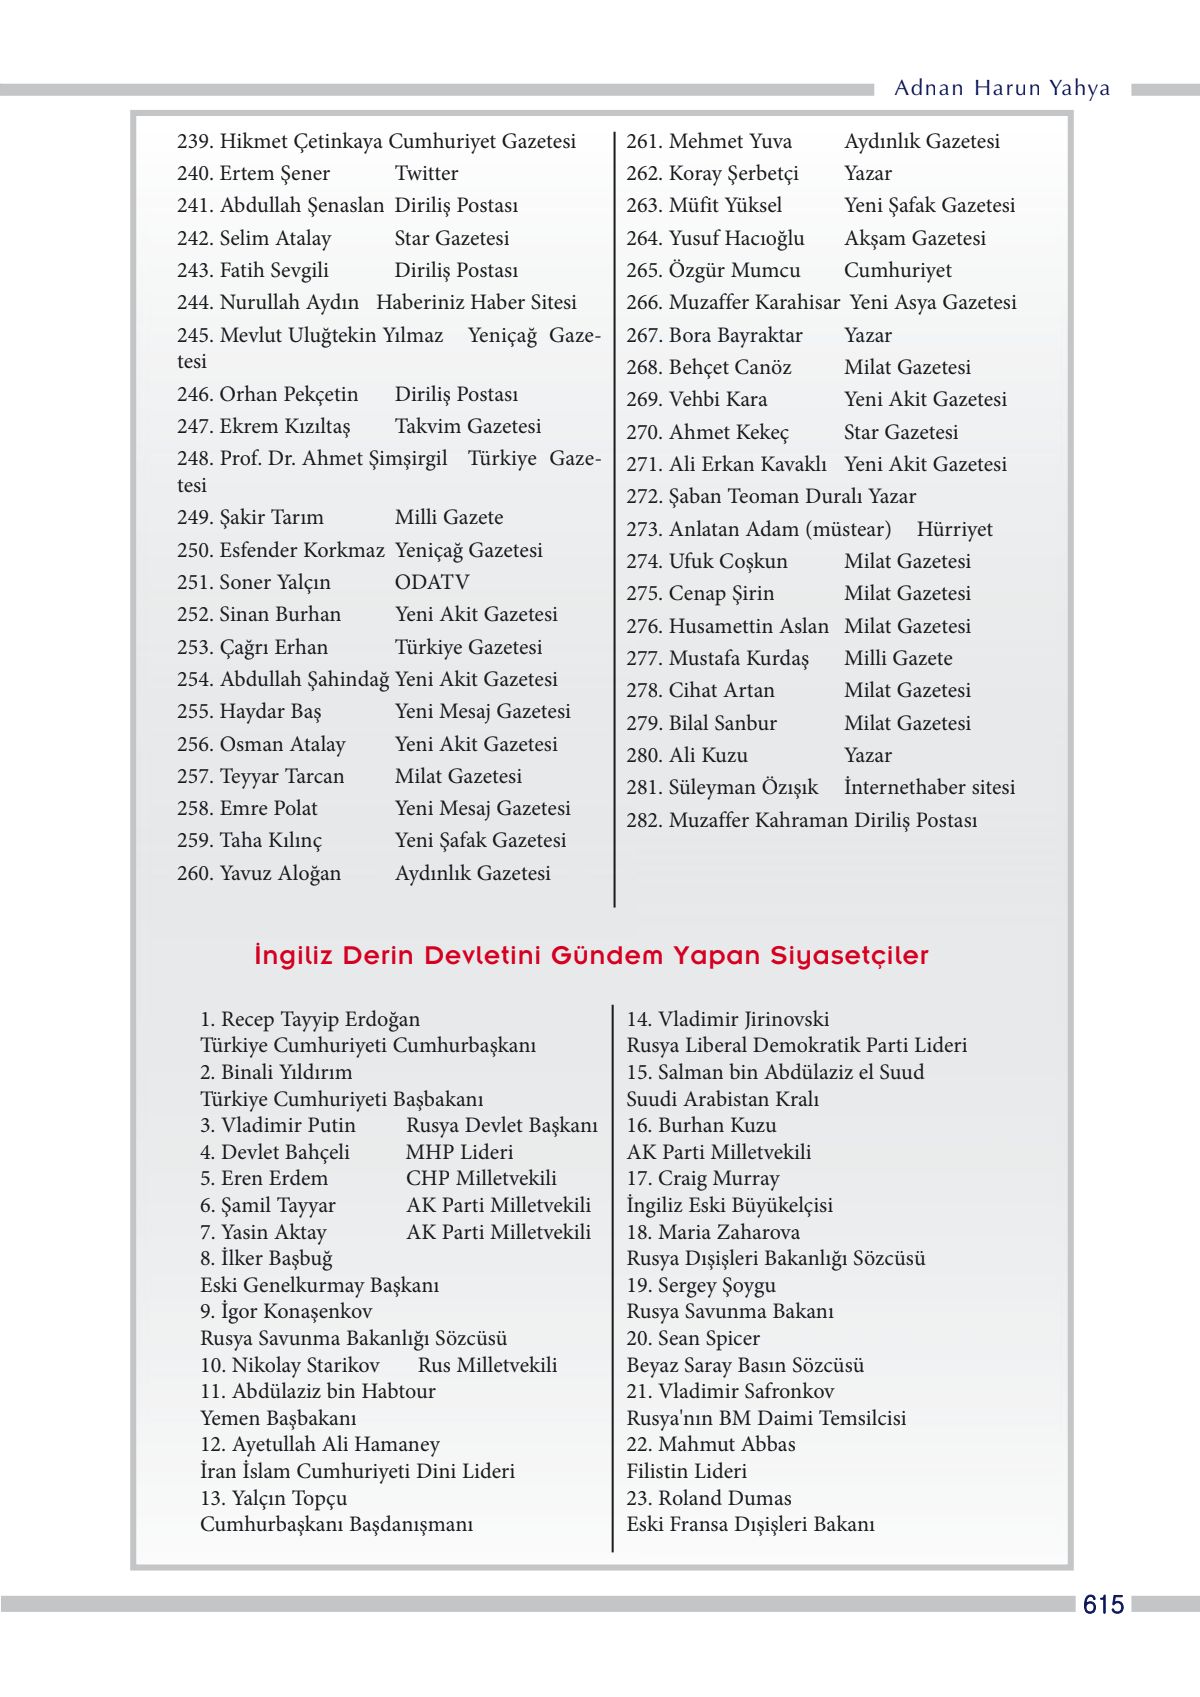 Adnan Harun Yahya
239. Hikmet Çetinkaya Cumhuriyet Gazetesi
240. Ertem Şener Twitter
241. Abdullah Şenaslan Diriliş Postası
242. Selim Atalay Star Gazetesi
243. Fatih Sevgili Diriliş Postası
244. Nurullah Aydın Haberiniz Haber Sitesi
245. Mevlut Uluğtekin Yılmaz Yeniçağ Gaze-
tesi
246. Orhan Pekçetin Diriliş Postası
247. Ekrem Kızıltaş Takvim Gazetesi
248. Prof. Dr. Ahmet Şimşirgil Türkiye Gaze-
tesi
249. Şakir Tarım Milli Gazete
250. Esfender Korkmaz Yeniçağ Gazetesi
251. Soner Yalçın ODATV
252. Sinan Burhan Yeni Akit Gazetesi
253. Çağrı Erhan Türkiye Gazetesi
254. Abdullah Şahindağ Yeni Akit Gazetesi
255. Haydar Baş Yeni Mesaj Gazetesi
256. Osman Atalay Yeni Akit Gazetesi
257. Teyyar Tarcan Milat Gazetesi
258. Emre Polat Yeni Mesaj Gazetesi
259. Taha Kılınç Yeni Şafak Gazetesi
260. Yavuz Aloğan Aydınlık Gazetesi
261. Mehmet Yuva Aydınlık Gazetesi
262. Koray Şerbetçi Yazar
263. Müfit Yüksel Yeni Şafak Gazetesi
264. Yusuf Hacıoğlu Akşam Gazetesi
265. Özgür Mumcu Cumhuriyet
266. Muzaffer Karahisar Yeni Asya Gazetesi
267. Bora Bayraktar Yazar
268. Behçet Canöz Milat Gazetesi
269. Vehbi Kara Yeni Akit Gazetesi
270. Ahmet Kekeç Star Gazetesi
271. Ali Erkan Kavaklı Yeni Akit Gazetesi
272. Şaban Teoman Duralı Yazar
273. Anlatan Adam (müstear) Hürriyet
274. Ufuk Coşkun Milat Gazetesi
275. Cenap Şirin Milat Gazetesi
276. Husamettin Aslan Milat Gazetesi
277. Mustafa Kurdaş Milli Gazete
278. Cihat Artan Milat Gazetesi
279. Bilal Sanbur Milat Gazetesi
280. Ali Kuzu Yazar
281. Süleyman Özışık İnternethaber sitesi
282. Muzaffer Kahraman Diriliş Postası
İngiliz Derin Devletini Gündem Yapan Siyasetçiler
1. Recep Tayyip Erdoğan
Türkiye Cumhuriyeti Cumhurbaşkanı
2. Binali Yıldırım
Türkiye Cumhuriyeti Başbakanı
3. Vladimir Putin Rusya Devlet Başkanı
4. Devlet Bahçeli MHP Lideri
5. Eren Erdem CHP Milletvekili
6. Şamil Tayyar AK Parti Milletvekili
7. Yasin Aktay AK Parti Milletvekili
8. İlker Başbuğ
Eski Genelkurmay Başkanı
9. İgor Konaşenkov
Rusya Savunma Bakanlığı Sözcüsü
10. Nikolay Starikov Rus Milletvekili
11. Abdülaziz bin Habtour
Yemen Başbakanı
12. Ayetullah Ali Hamaney
İran İslam Cumhuriyeti Dini Lideri
13. Yalçın Topçu
Cumhurbaşkanı Başdanışmanı
14. Vladimir Jirinovski
Rusya Liberal Demokratik Parti Lideri
15. Salman bin Abdülaziz el Suud
Suudi Arabistan Kralı
16. Burhan Kuzu
AK Parti Milletvekili
17. Craig Murray
İngiliz Eski Büyükelçisi
18. Maria Zaharova
Rusya Dışişleri Bakanlığı Sözcüsü
19. Sergey Şoygu
Rusya Savunma Bakanı
20. Sean Spicer
Beyaz Saray Basın Sözcüsü
21. Vladimir Safronkov
Rusya'nın BM Daimi Temsilcisi
22. Mahmut Abbas
Filistin Lideri
23. Roland Dumas
Eski Fransa Dışişleri Bakanı
615